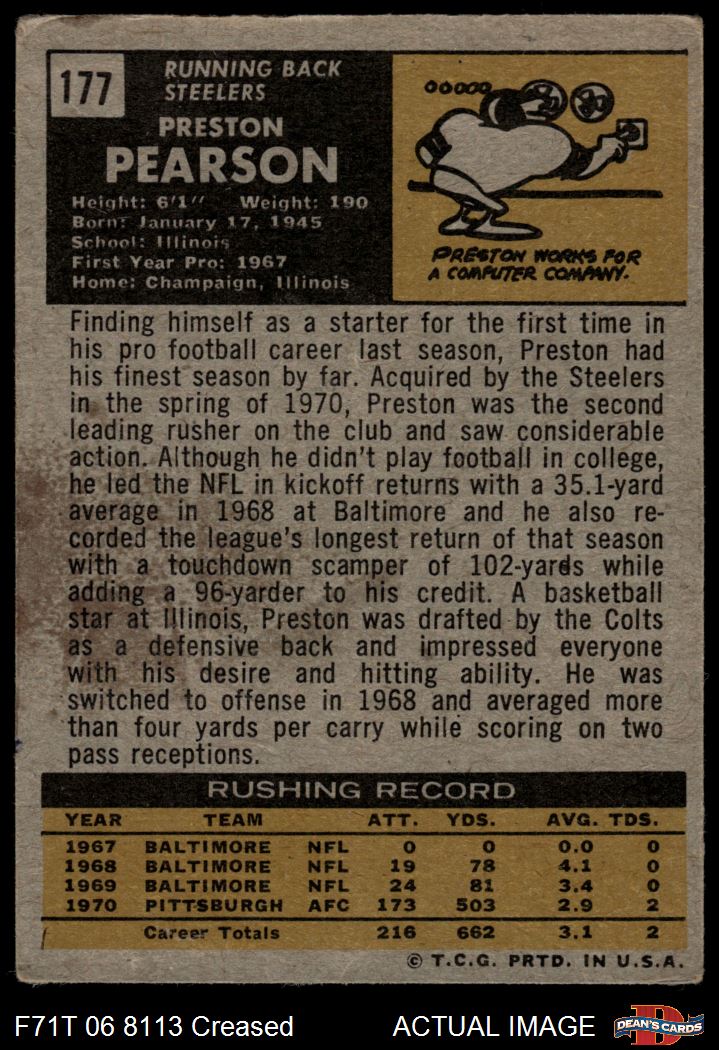 177
RUNNING BACK
STEELERS
PRESTON
PEARSON
Height: 6'1" Weight: 190
Born: January 17, 1945
School: Illinois
First Year Pro: 1967
Home: Champaign, Illinois
PRESTON WORKS FOR
A COMPUTER COMPANY.
Finding himself as a starter for the first time in
his pro football career last season, Preston had
his finest season by far. Acquired by the Steelers
in the spring of 1970, Preston was the second
leading rusher on the club and saw considerable
action. Although he didn't play football in college,
he led the NFL in kickoff returns with a 35.1-yard
average in 1968 at Baltimore and he also re-
corded the league's longest return of that season
with a touchdown scamper of 102-yards while
adding a 96-yarder to his credit. A basketball
star at Illinois, Preston was drafted by the Colts
as a defensive back and impressed everyone
with his desire and hitting ability. He was
switched to offense in 1968 and averaged more
than four yards per carry while scoring on two
pass receptions.
RUSHING RECORD
YEAR TEAM ATT. YDS. AVG. TDS.
1967 BALTIMORE NFL 0 0 0.0 0
1968 BALTIMORE NFL 19 78 4.1 0
1969 BALTIMORE NFL 24 81 3.4 0
1970 PITTSBURGH AFC 173 503 2.9 2
Career Totals 216 662 3.1 2
© T.C.G. PRTD. IN U.S.A.
F71T 06 8113 Creased ACTUAL IMAGE DEAN'S CARDS